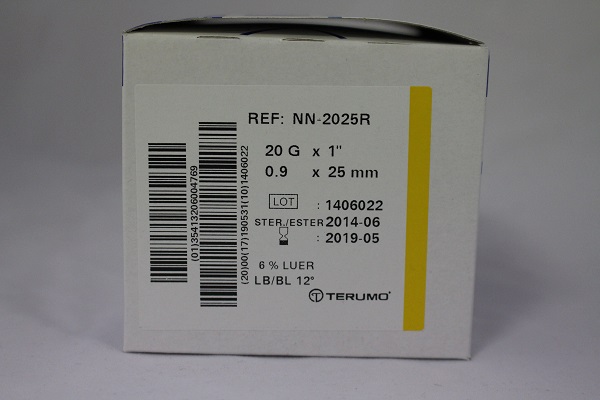 REF: NN-2025R
20 G x 1"
0.9 x 25 mm
LOT : 1406022
STER./ESTER 2014-06
: 2019-05
6 % LUER
LB/BL 12°
TERUMO®
(01)35413206004769
(20)00(17)190531(10)1406022